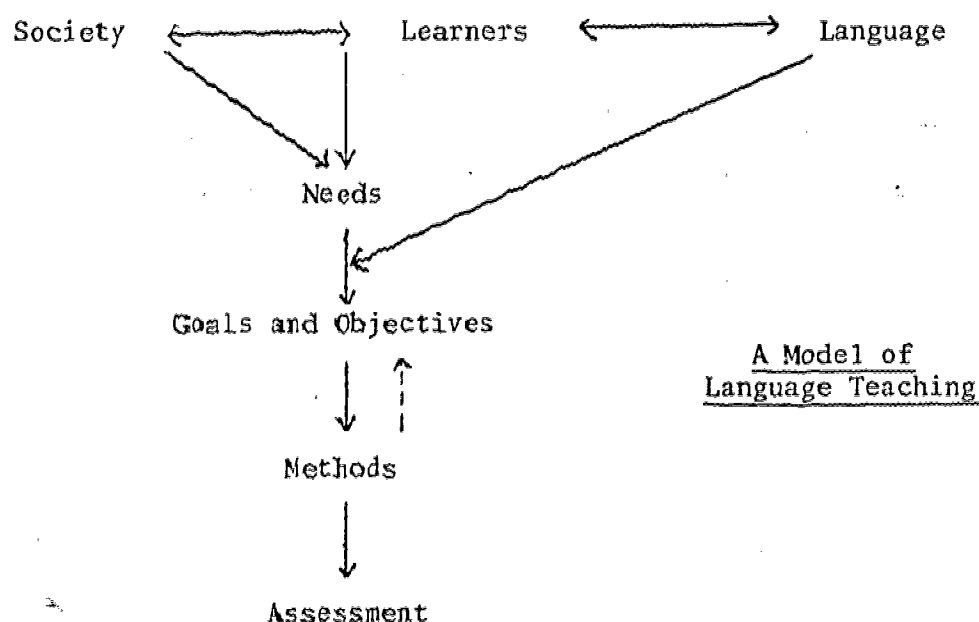 Society Learners Language
Needs
Goals and Objectives
A Model of
Language Teaching
Methods
Assessment